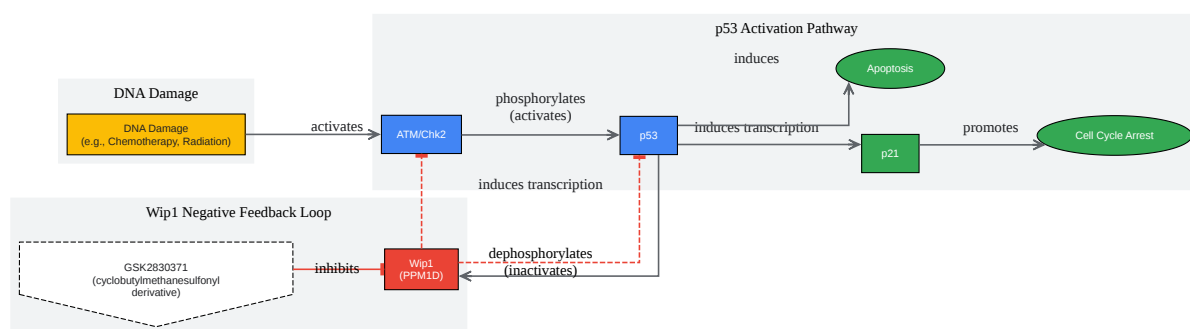 p53 Activation Pathway
induces
Apoptosis
DNA Damage
DNA Damage
(e.g., Chemotherapy, Radiation)
activates
ATM/Chk2
phosphorylates
(activates)
p53
induces transcription
p21
promotes
Cell Cycle Arrest
induces transcription
Wip1 Negative Feedback Loop
GSK2830371
(cyclobutylmethanesulfonyl
derivative)
inhibits
Wip1
(PPM1D)
dephosphorylates
(inactivates)